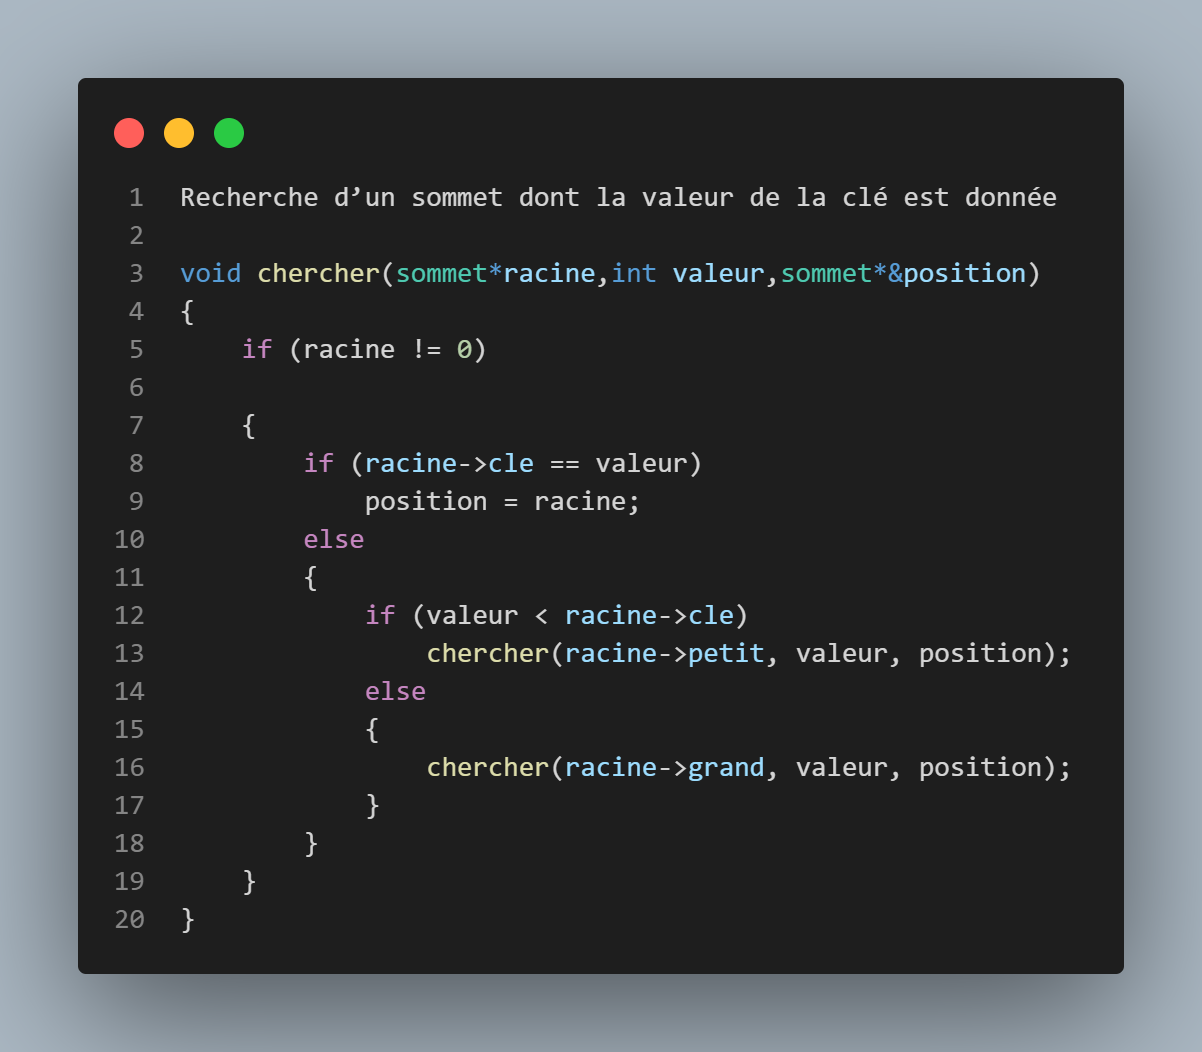 1 Recherche d’un sommet dont la valeur de la clé est donnée
2
3 void chercher(sommet*racine,int valeur,sommet*&position)
4 {
5     if (racine != 0)
6
7     {
8         if (racine->cle == valeur)
9             position = racine;
10         else
11         {
12             if (valeur < racine->cle)
13                 chercher(racine->petit, valeur, position);
14             else
15             {
16                 chercher(racine->grand, valeur, position);
17             }
18         }
19     }
20 }